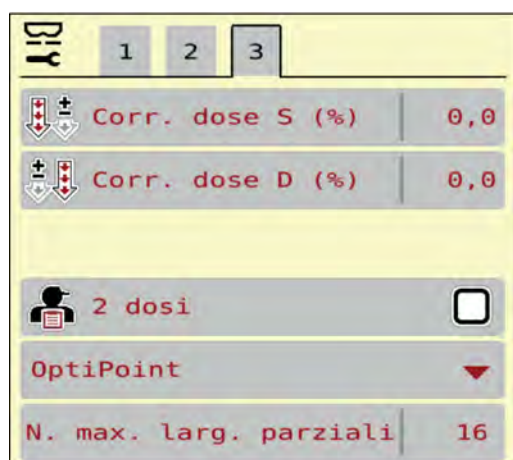 1 2 3
Corr. dose S (%) 0,0
Corr. dose D (%) 0,0
2 dosi
OptiPoint
N. max. larg. parziali 16